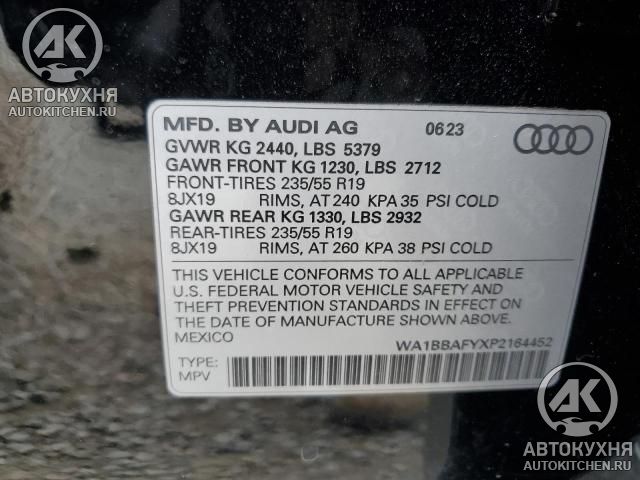 AK
АВТОКУХНЯ
AUTOKITCHEN.RU
MFD. BY AUDI AG 0623
GVWR KG 2440, LBS 5379
GAWR FRONT KG 1230, LBS 2712
FRONT-TIRES 235/55 R19
8JX19 RIMS, AT 240 KPA 35 PSI COLD
GAWR REAR KG 1330, LBS 2932
REAR-TIRES 235/55 R19
8JX19 RIMS, AT 260 KPA 38 PSI COLD
THIS VEHICLE CONFORMS TO ALL APPLICABLE
U.S. FEDERAL MOTOR VEHICLE SAFETY AND
THEFT PREVENTION STANDARDS IN EFFECT ON
THE DATE OF MANUFACTURE SHOWN ABOVE.
MEXICO
WA1BBAFYXP2164452
TYPE:
MPV
AK
АВТОКУХНЯ
AUTOKITCHEN.RU